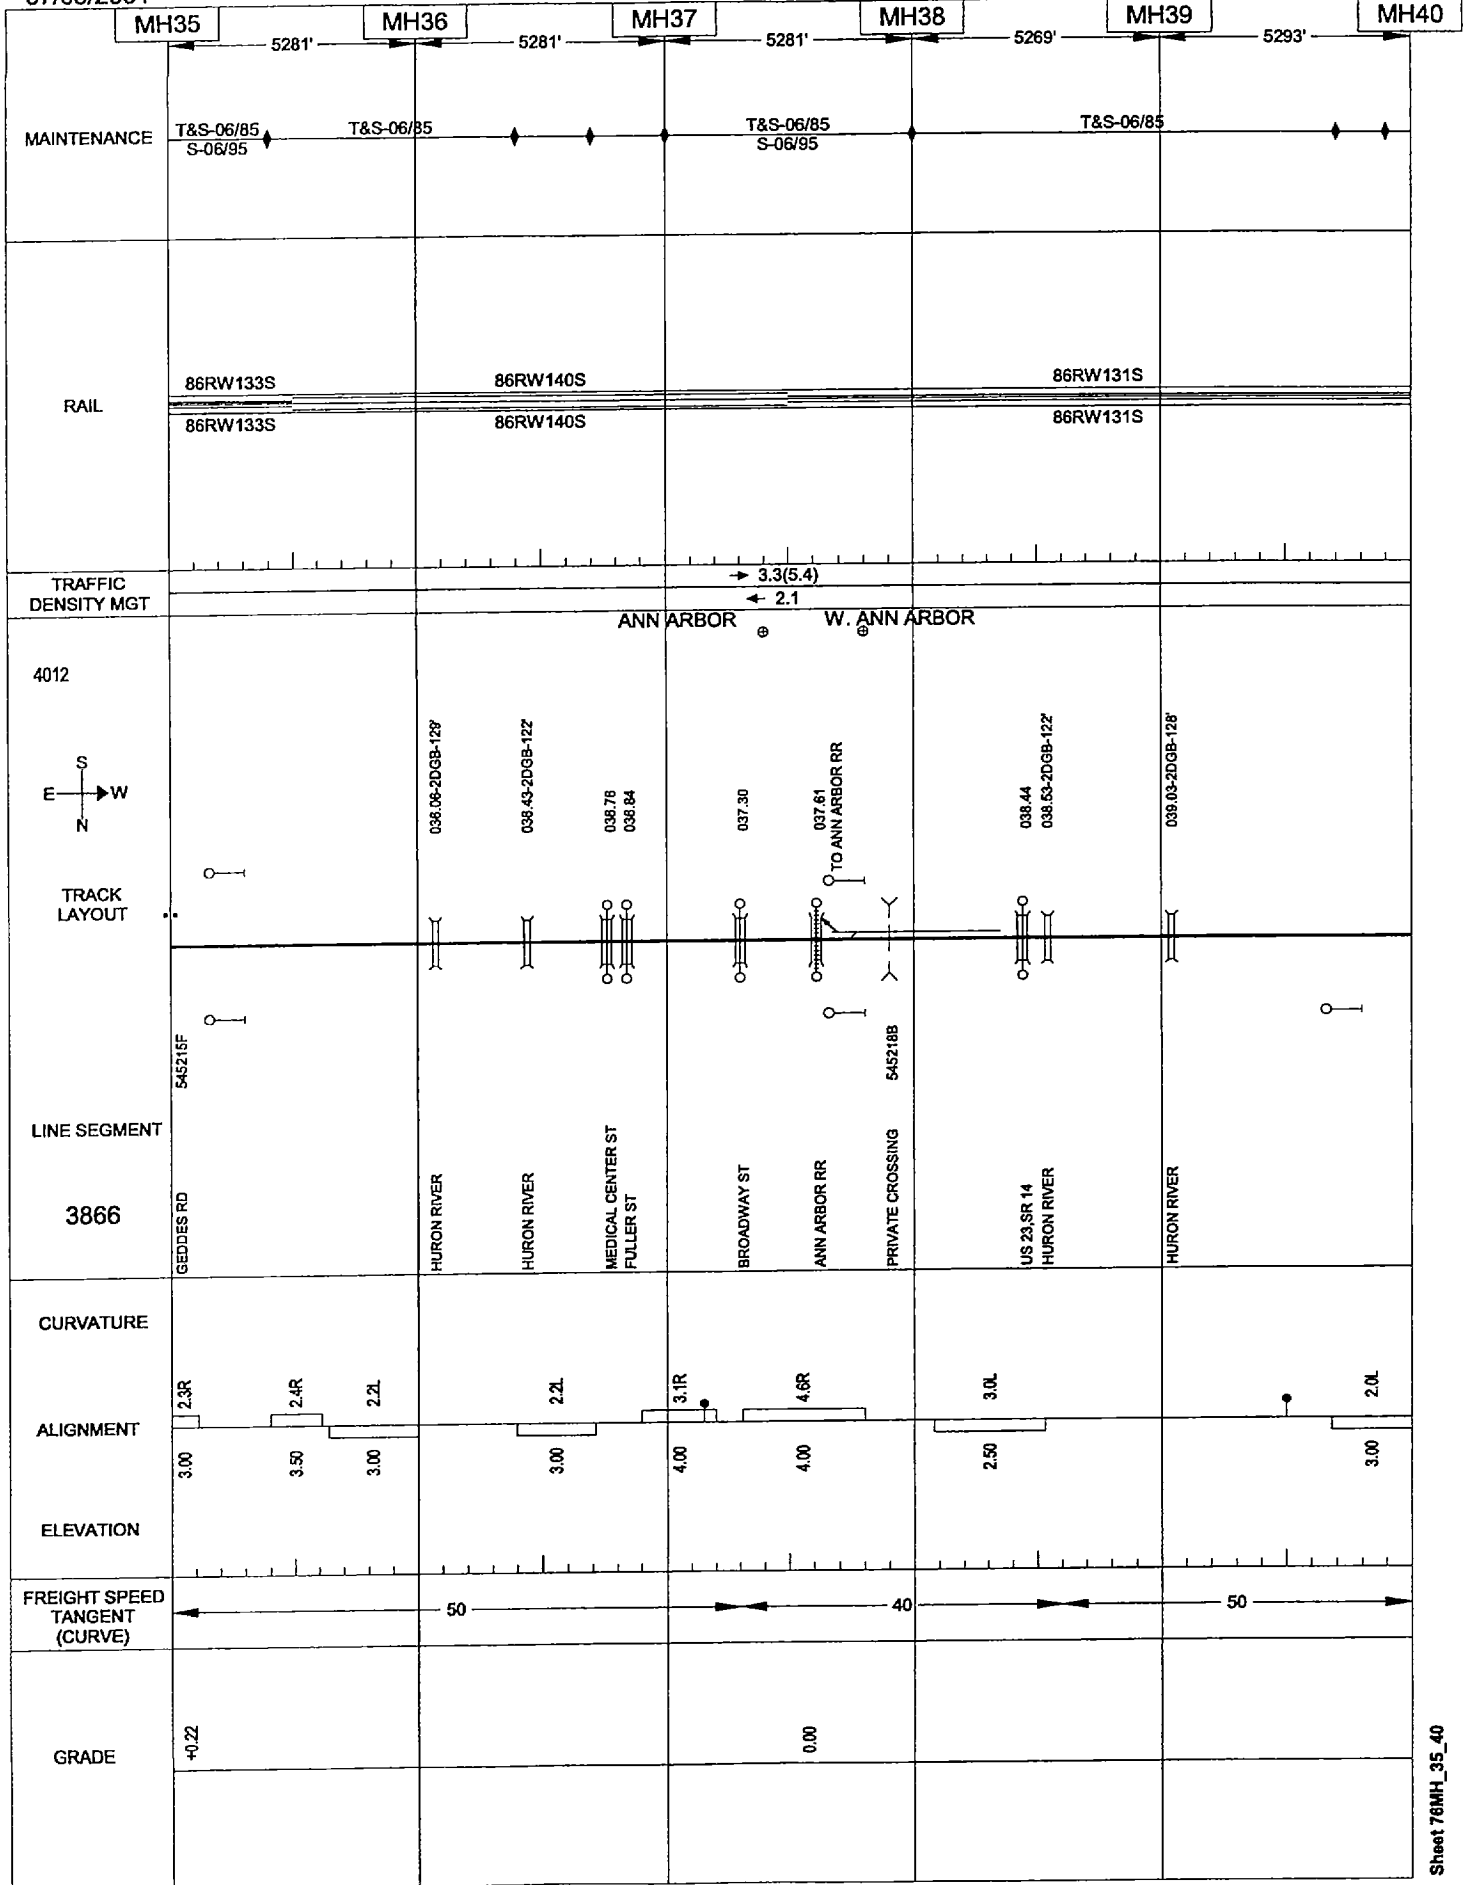 MH35 MH36 MH37 MH38 MH39 MH40
5281' 5281' 5281' 5269' 5293'
MAINTENANCE
T&S-06/85 T&S-06/85 T&S-06/85 T&S-06/85
S-06/95 S-06/95
RAIL
86RW133S 86RW140S 86RW131S
86RW133S 86RW140S 86RW131S
TRAFFIC
DENSITY MGT
3.3(5.4)
2.1
ANN ARBOR W. ANN ARBOR
4012
S
E W
N
036.06-2DGB-129'
036.43-2DGB-122'
036.76
036.84
037.30
037.61
TO ANN ARBOR RR
038.44
038.53-2DGB-122'
039.03-2DGB-128'
TRACK
LAYOUT
545215F
545218B
LINE SEGMENT
3866
GEDDES RD
HURON RIVER
HURON RIVER
MEDICAL CENTER ST
FULLER ST
BROADWAY ST
ANN ARBOR RR
PRIVATE CROSSING
US 23,SR 14
HURON RIVER
HURON RIVER
CURVATURE
2.3R 2.4R 2.2L 2.2L 3.1R 4.6R 3.0L 2.0L
ALIGNMENT
3.00 3.50 3.00 3.00 4.00 4.00 2.50 3.00
ELEVATION
FREIGHT SPEED
TANGENT
(CURVE)
50 40 50
GRADE
+0.22 0.00
Sheet 76MH_35_40